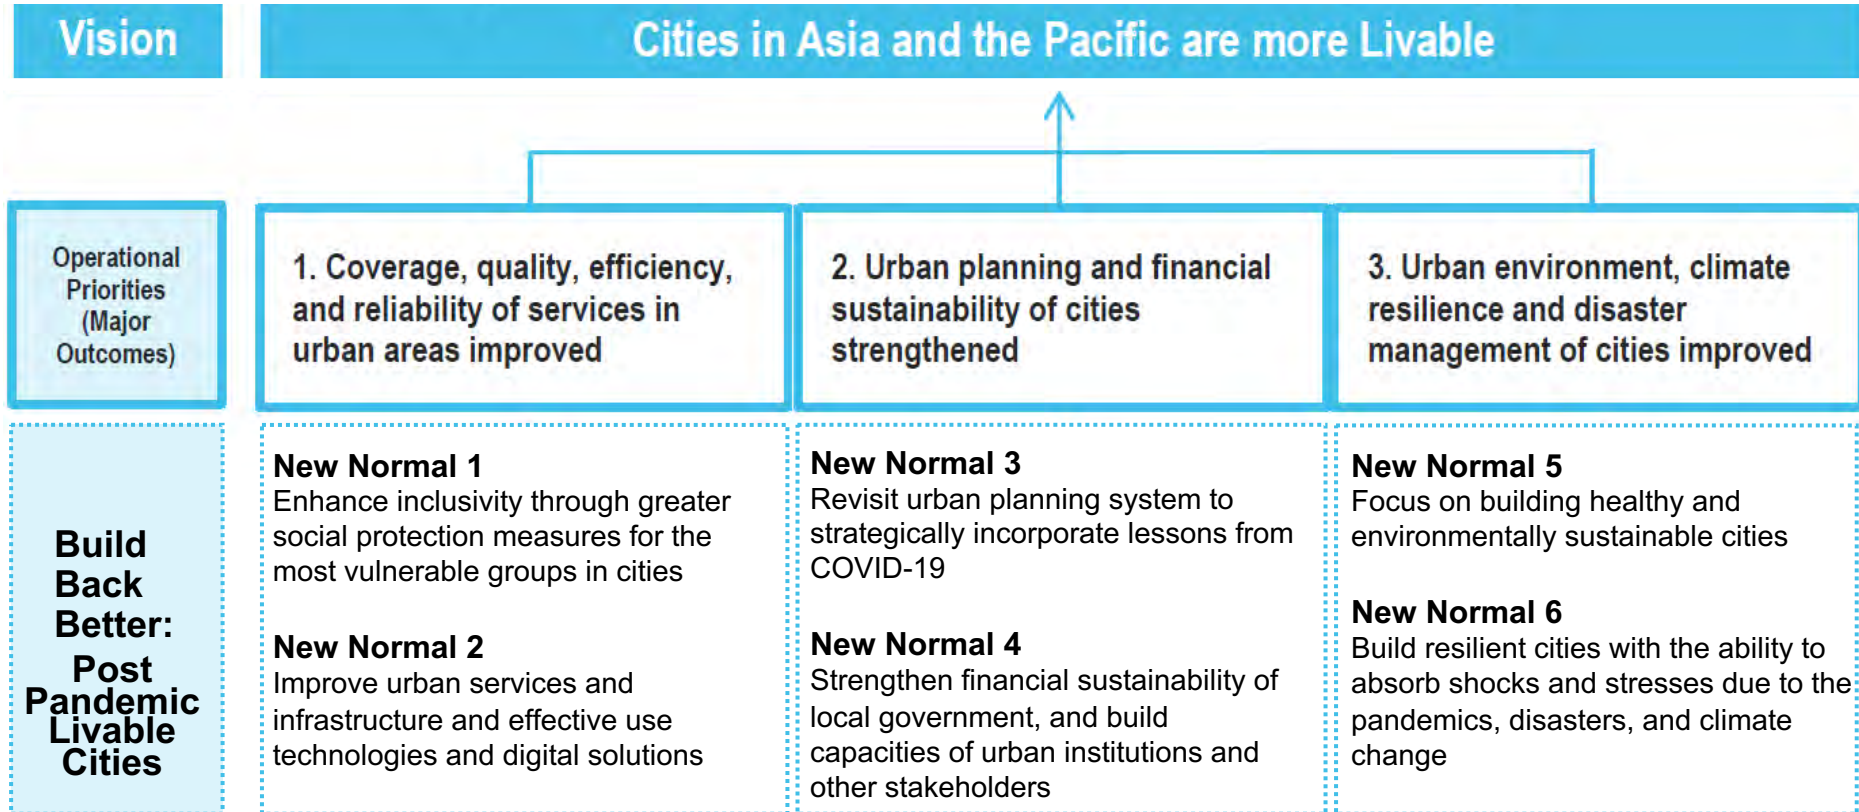 Vision
Cities in Asia and the Pacific are more Livable
Operational
Priorities
(Major
Outcomes)
1. Coverage, quality, efficiency,
and reliability of services in
urban areas improved
2. Urban planning and financial
sustainability of cities
strengthened
3. Urban environment, climate
resilience and disaster
management of cities improved
Build
Back
Better:
Post
Pandemic
Livable
Cities
New Normal 1
Enhance inclusivity through greater
social protection measures for the
most vulnerable groups in cities
New Normal 2
Improve urban services and
infrastructure and effective use
technologies and digital solutions
New Normal 3
Revisit urban planning system to
strategically incorporate lessons from
COVID-19
New Normal 4
Strengthen financial sustainability of
local government, and build
capacities of urban institutions and
other stakeholders
New Normal 5
Focus on building healthy and
environmentally sustainable cities
New Normal 6
Build resilient cities with the ability to
absorb shocks and stresses due to the
pandemics, disasters, and climate
change